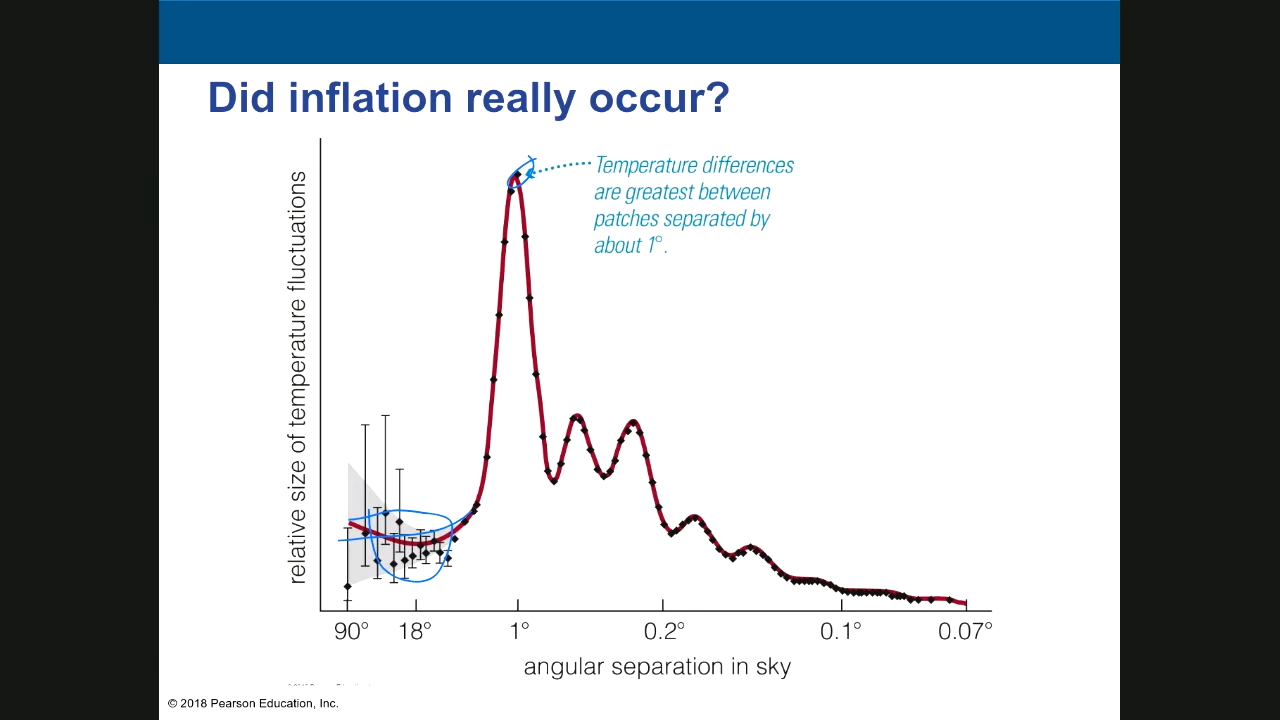 Did inflation really occur?
Temperature differences
are greatest between
patches separated by
about 1°.
relative size of temperature fluctuations
90° 18° 1° 0.2° 0.1° 0.07°
angular separation in sky
© 2018 Pearson Education, Inc.